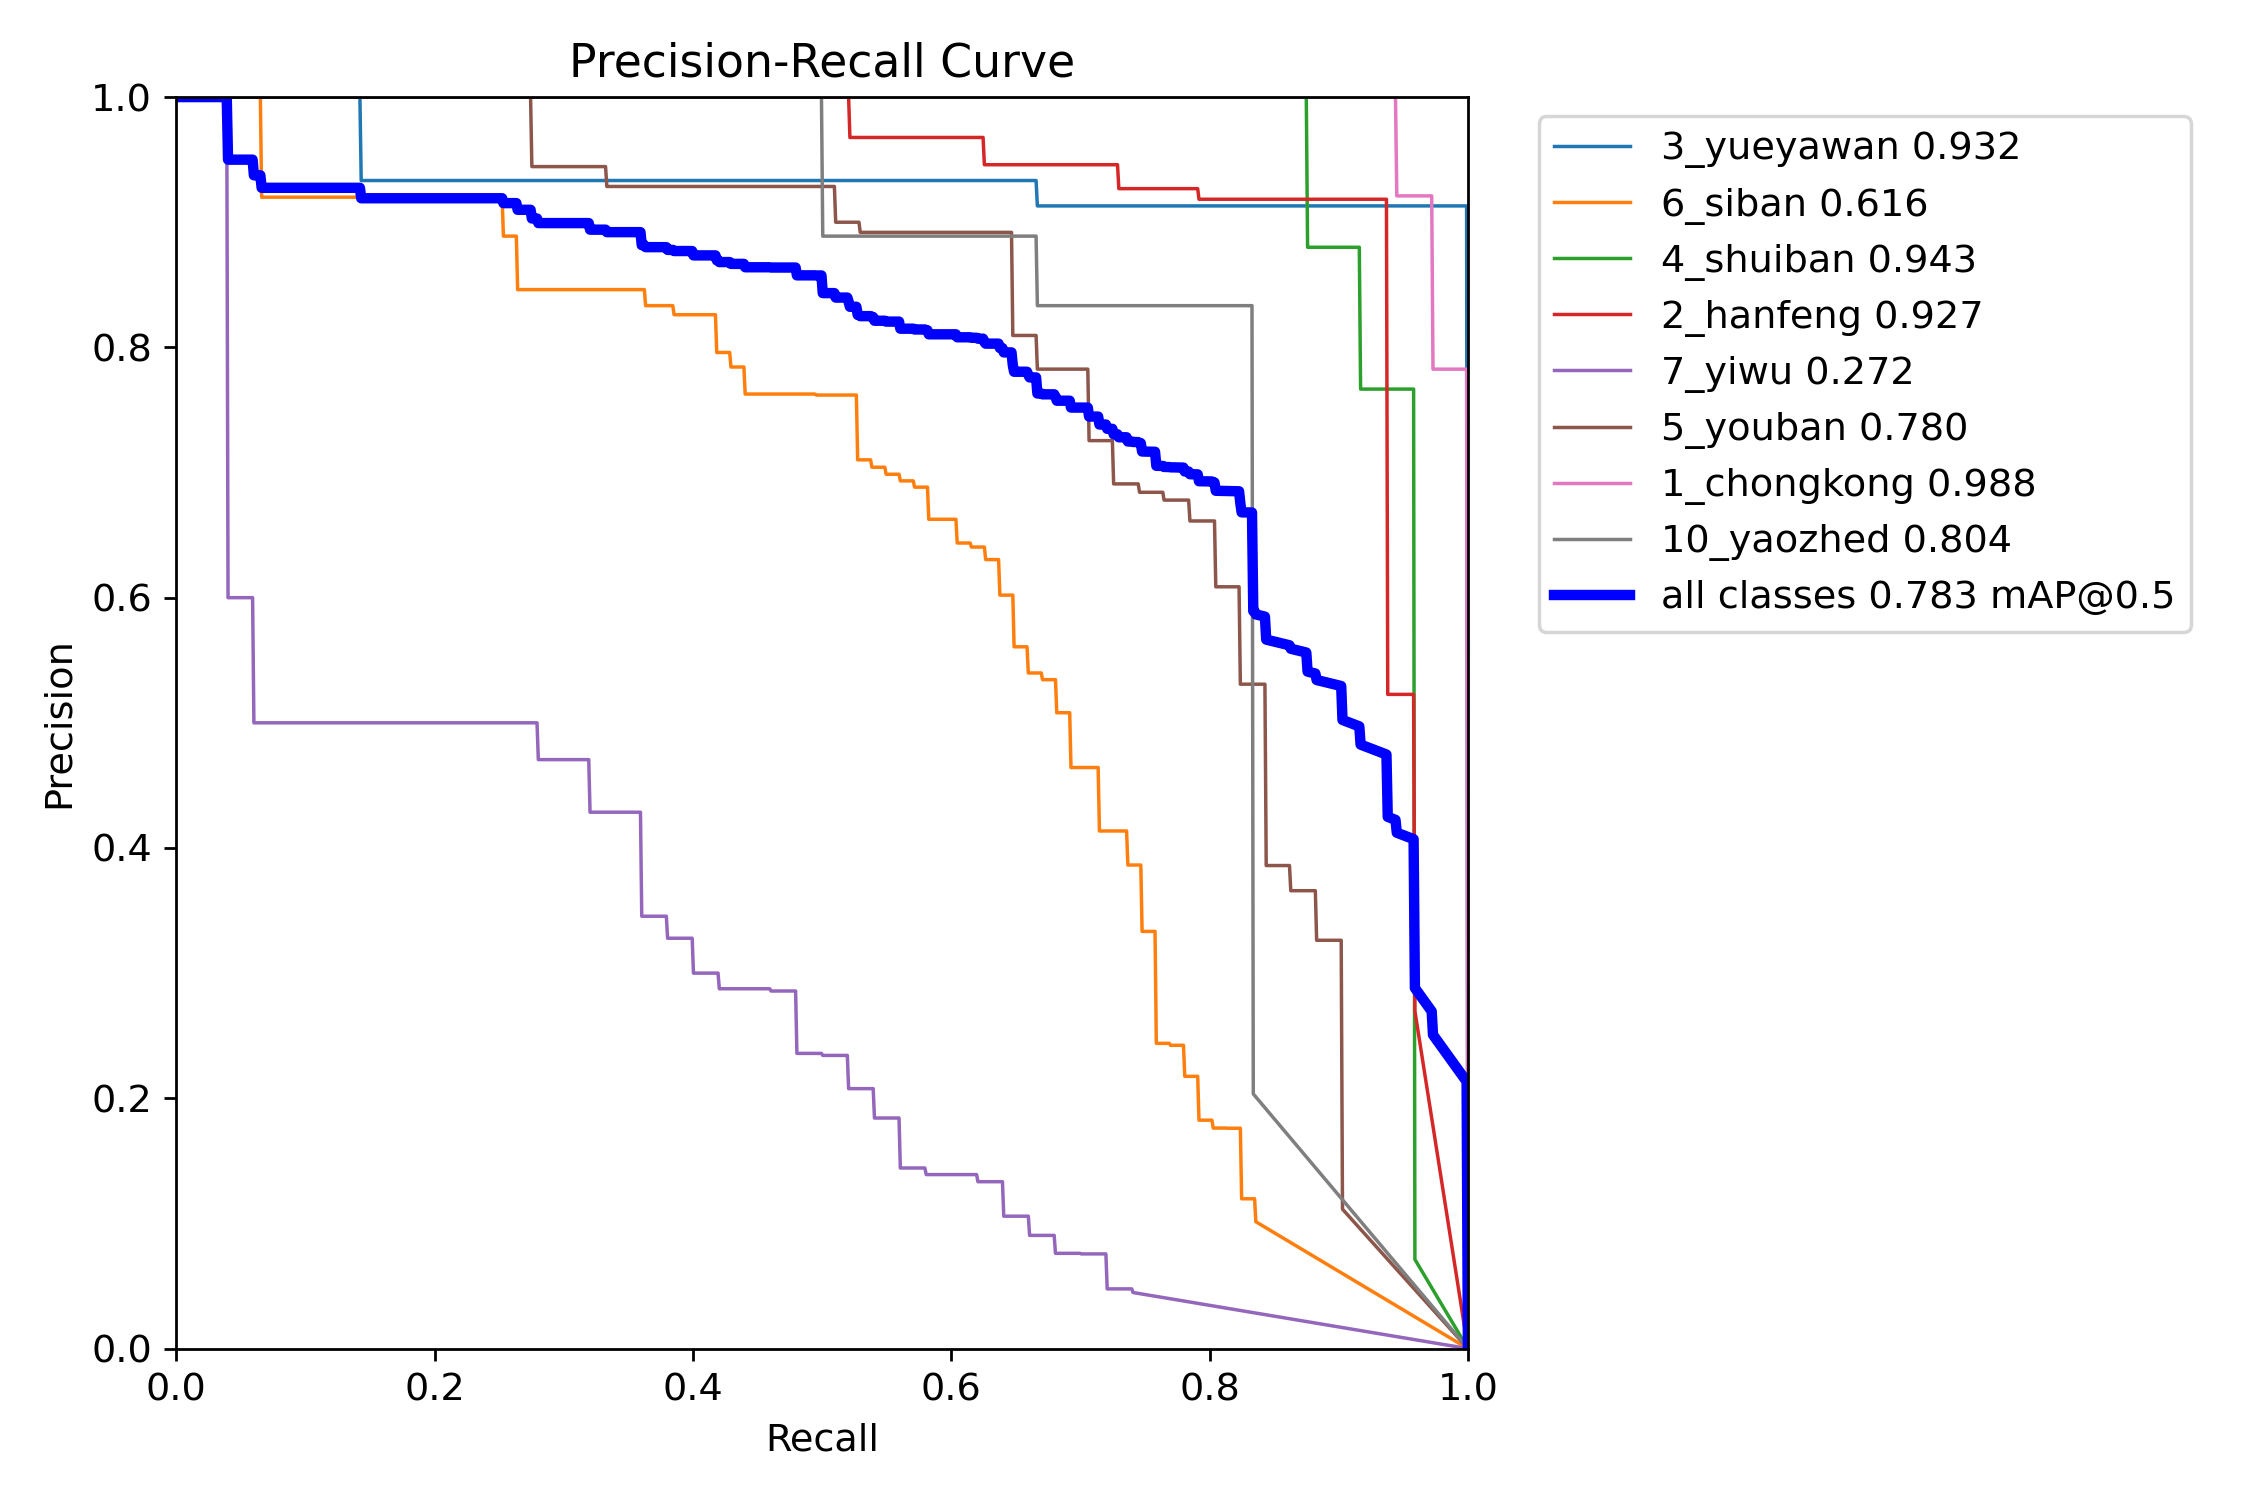 Precision-Recall Curve
1.0
0.8
0.6
0.4
0.2
0.0
Precision
0.0 0.2 0.4 0.6 0.8 1.0
Recall
3_yueyawan 0.932
6_siban 0.616
4_shuiban 0.943
2_hanfeng 0.927
7_yiwu 0.272
5_youban 0.780
1_chongkong 0.988
10_yaozhed 0.804
all classes 0.783 mAP@0.5